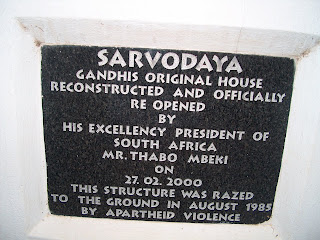 SARVODAYA
GANDHIS ORIGINAL HOUSE
RECONSTRUCTED AND OFFICIALLY
RE OPENED
BY
HIS EXCELLENCY PRESIDENT OF
SOUTH AFRICA
MR. THABO MBEKI
ON
27. 02. 2000
THIS STRUCTURE WAS RAZED
TO THE GROUND IN AUGUST 1985
BY APARTHEID VIOLENCE